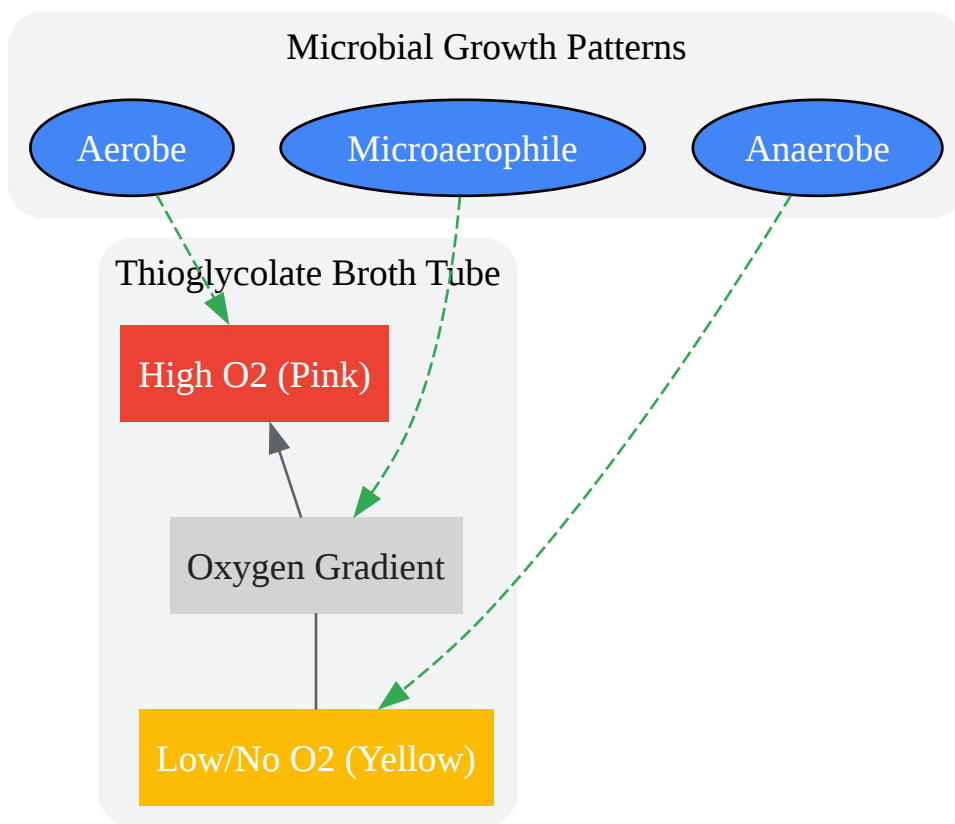 Microbial Growth Patterns
Aerobe
Microaerophile
Anaerobe
Thioglycolate Broth Tube
High O2 (Pink)
Oxygen Gradient
Low/No O2 (Yellow)